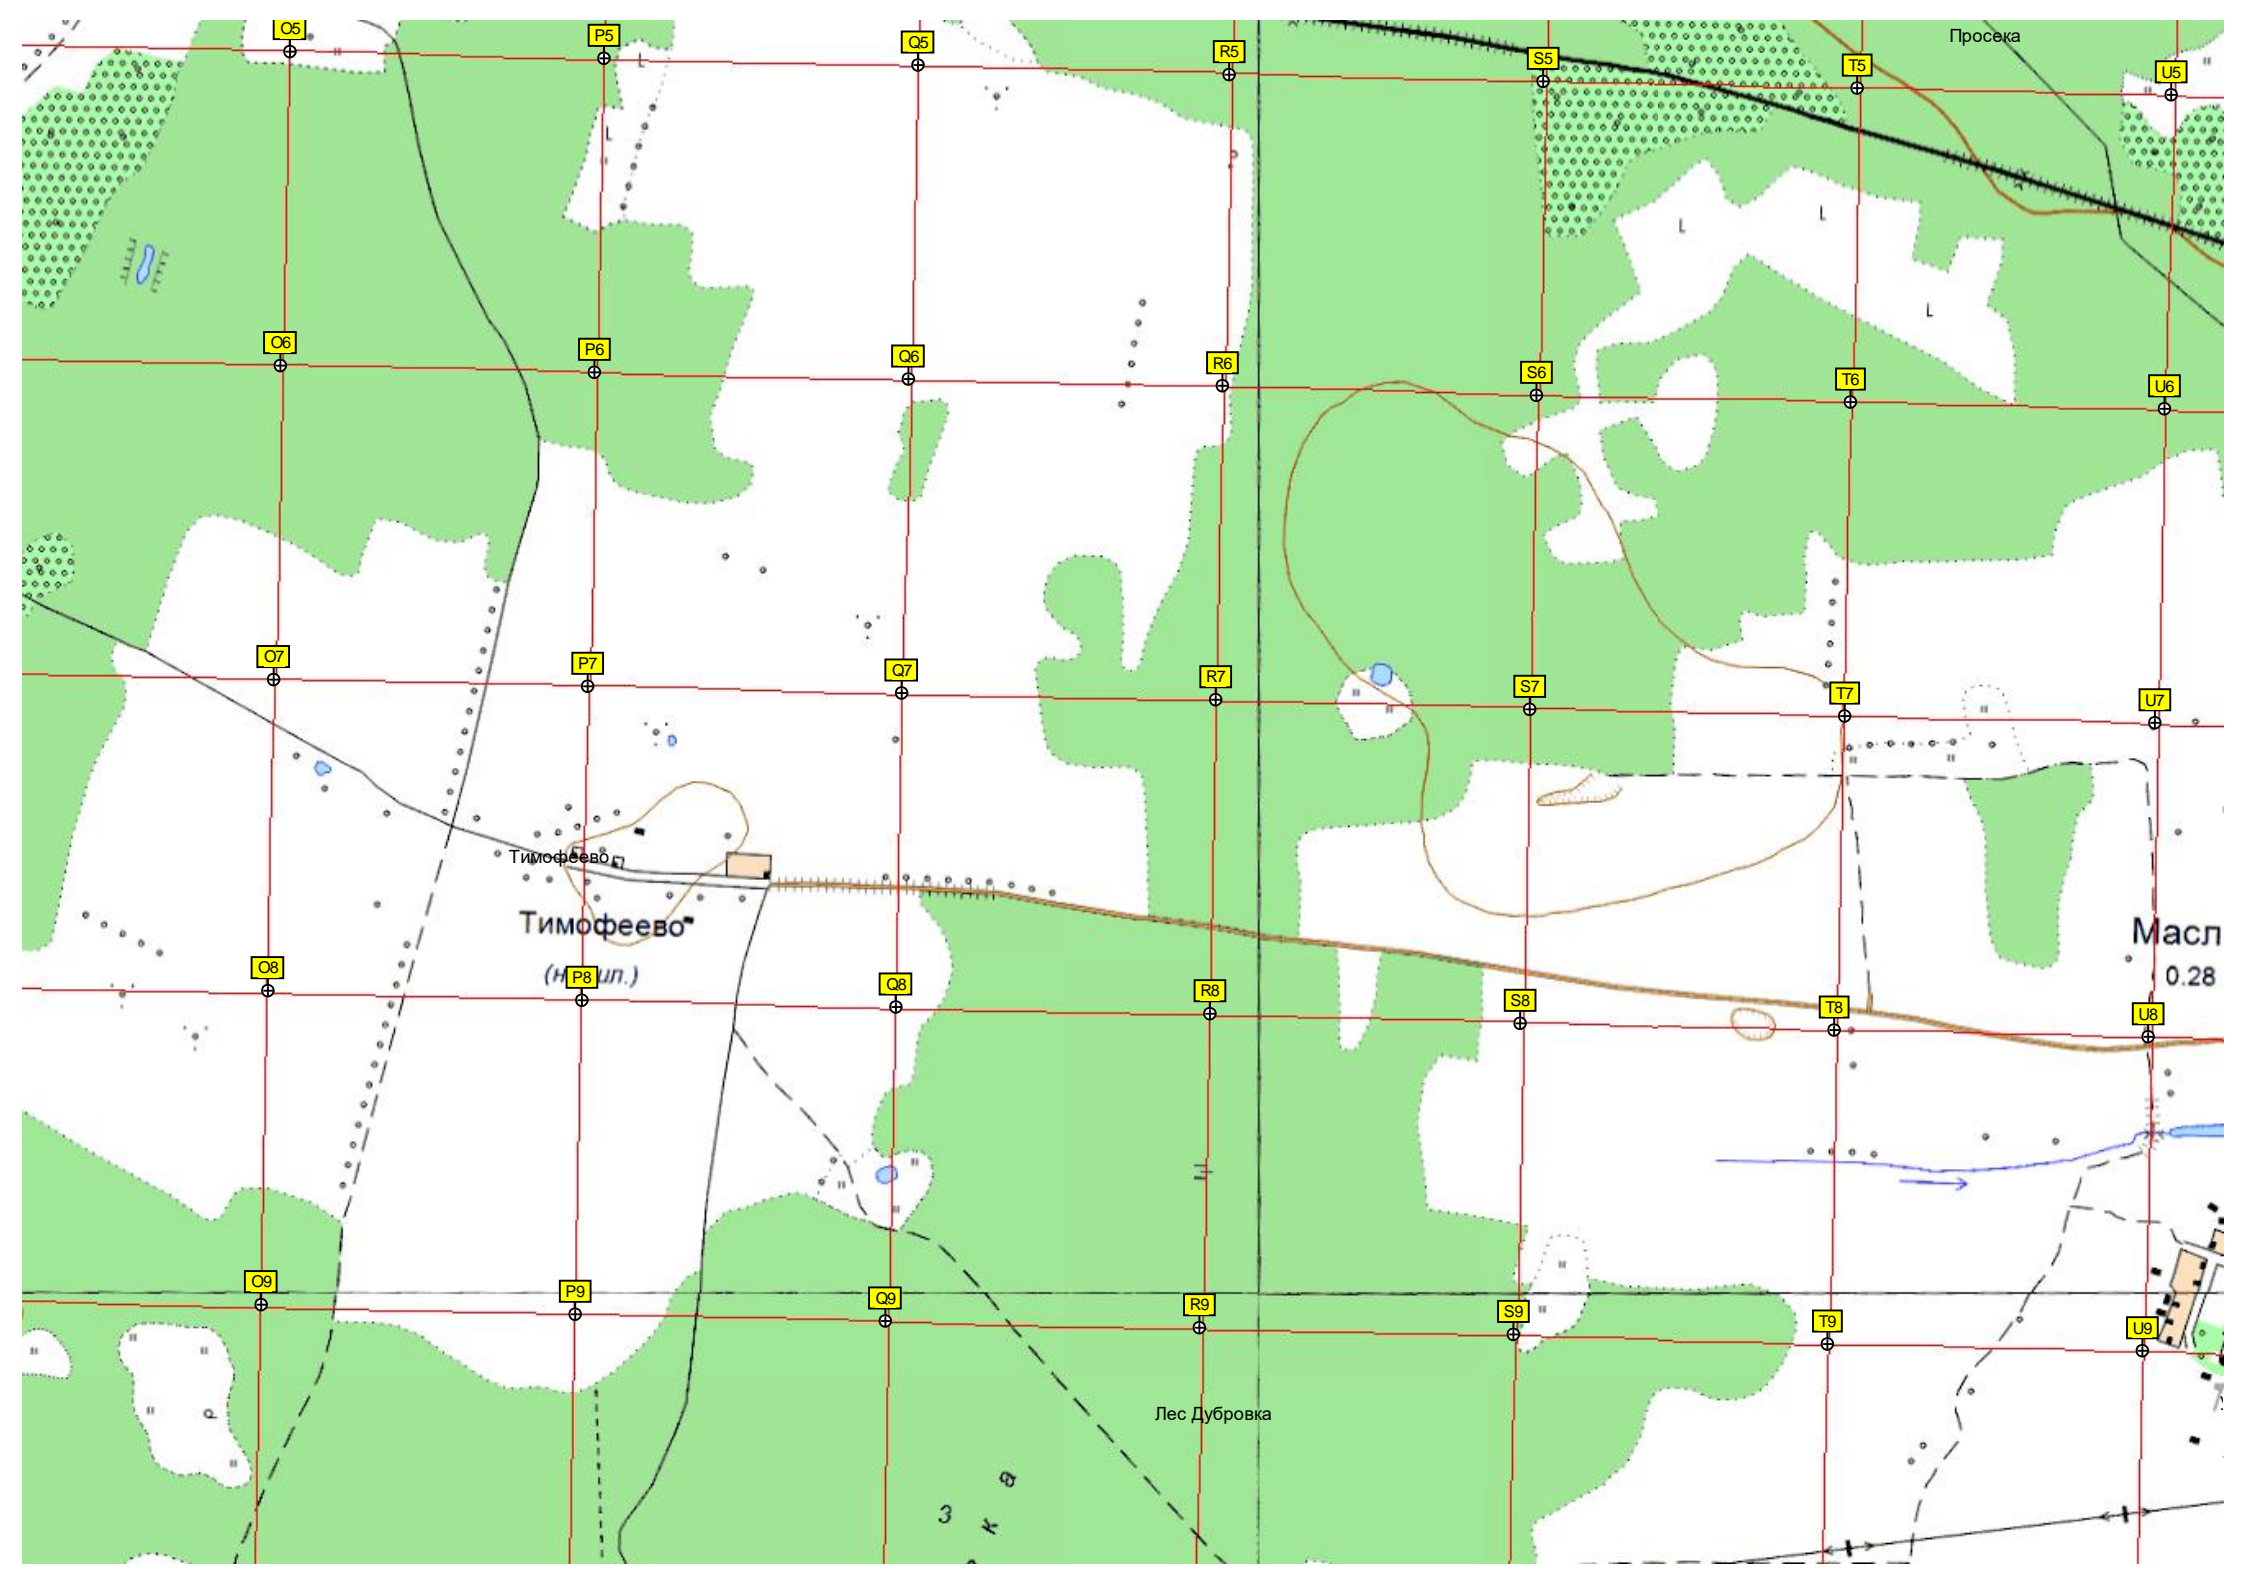 O5 P5 Q5 R5 S5 T5 Просека U5
O6 P6 Q6 R6 S6 T6 U6
O7 P7 Q7 R7 S7 T7 U7
Тимофеево
Тимофеево
Масл
0.28
O8 P8 Q8 R8 S8 T8 U8
O9 P9 Q9 R9 S9 T9 U9
Лес Дубровка
З
к а